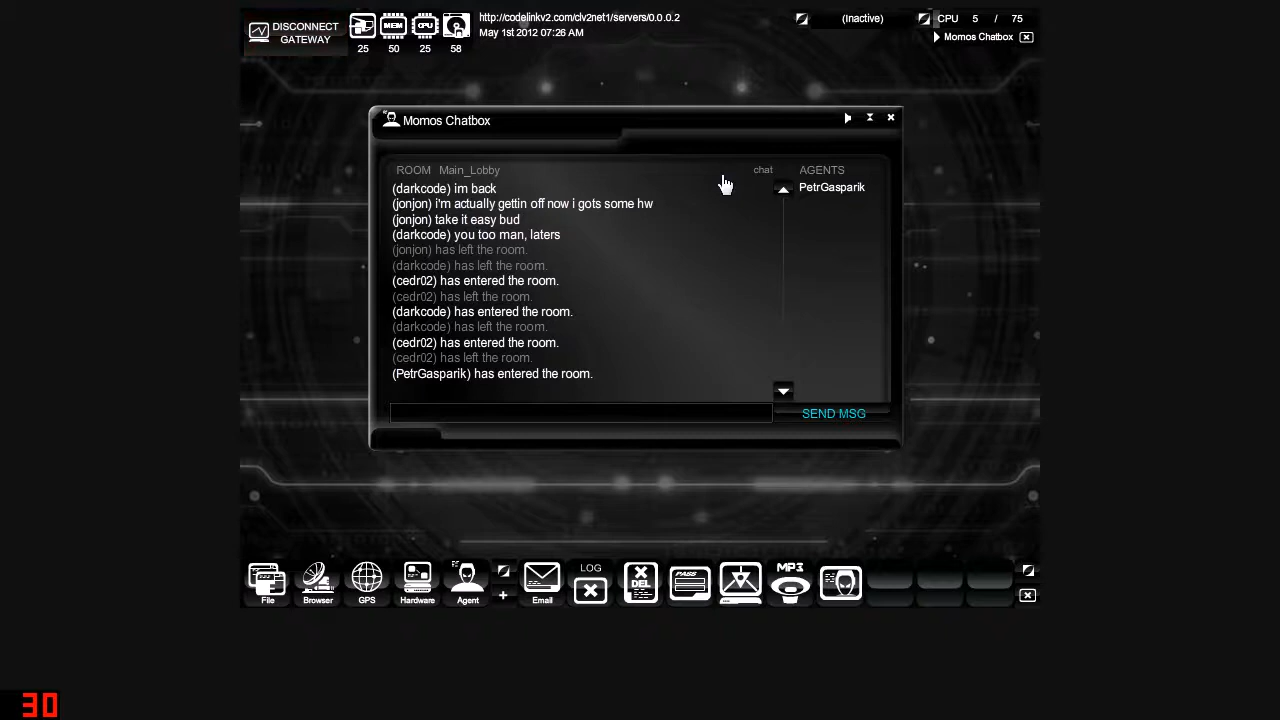 DISCONNECT
GATEWAY
MEM
CPU
25 50 25 58
http://codelinkv2.com/clv2net1/servers/0.0.0.2
May 1st 2012 07:26 AM
(Inactive)
CPU 5 / 75
Momos Chatbox
Momos Chatbox
ROOM Main_Lobby chat AGENTS
(darkcode) im back
PetrGasparik
(jonjon) i'm actually gettin off now i gots some hw
(jonjon) take it easy bud
(darkcode) you too man, laters
(jonjon) has left the room.
(darkcode) has left the room.
(cedr02) has entered the room.
(cedr02) has left the room.
(darkcode) has entered the room.
(darkcode) has left the room.
(cedr02) has entered the room.
(cedr02) has left the room.
(PetrGasparik) has entered the room.
SEND MSG
LOG
DEL
PASS
MP3
File Browser GPS Hardware Agent + Email
30